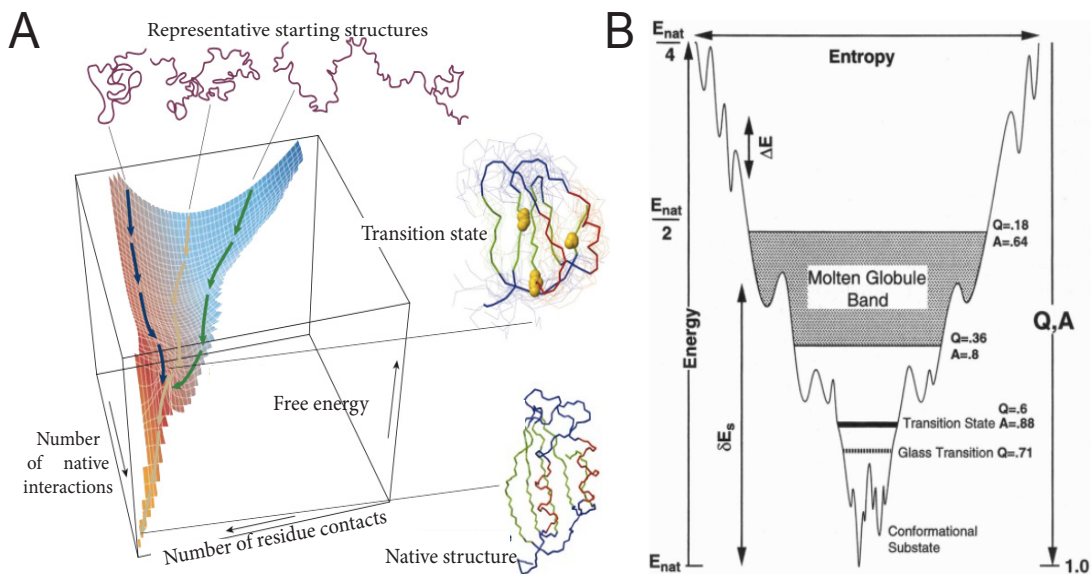 A
Representative starting structures
Transition state
Free energy
Number
of native
interactions
Number of residue contacts
Native structure
B
E_nat
4
Entropy
ΔE
E_nat
2
Q=.18
A=.64
Molten Globule
Band
Energy
Q,A
Q=.36
A=.8
δE_s
Q=.6
Transition State A=.88
Glass Transition Q=.71
Conformational
Substate
E_nat
1.0